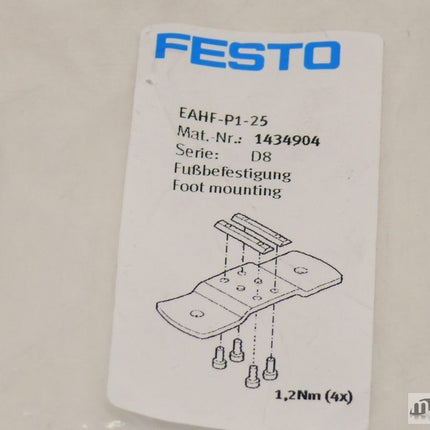 FESTO
EAHF-P1-25
Mat.-Nr.: 1434904
Serie: D8
Fußbefestigung
Foot mounting
1,2Nm (4x)